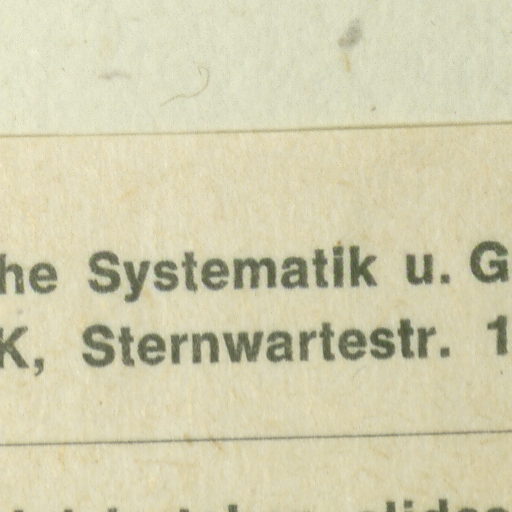 he Systematik u. G
K, Sternwartestr. 1